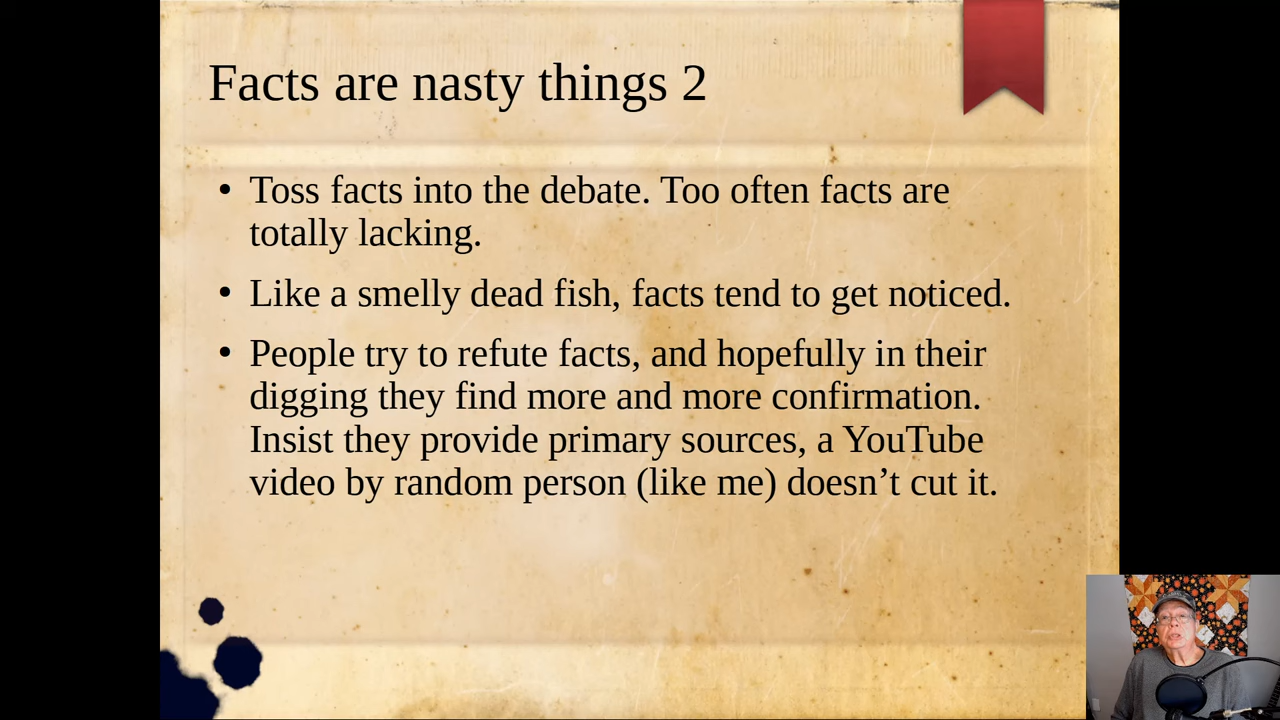 Facts are nasty things 2
• Toss facts into the debate. Too often facts are
totally lacking.
• Like a smelly dead fish, facts tend to get noticed.
• People try to refute facts, and hopefully in their
digging they find more and more confirmation.
Insist they provide primary sources, a YouTube
video by random person (like me) doesn’t cut it.